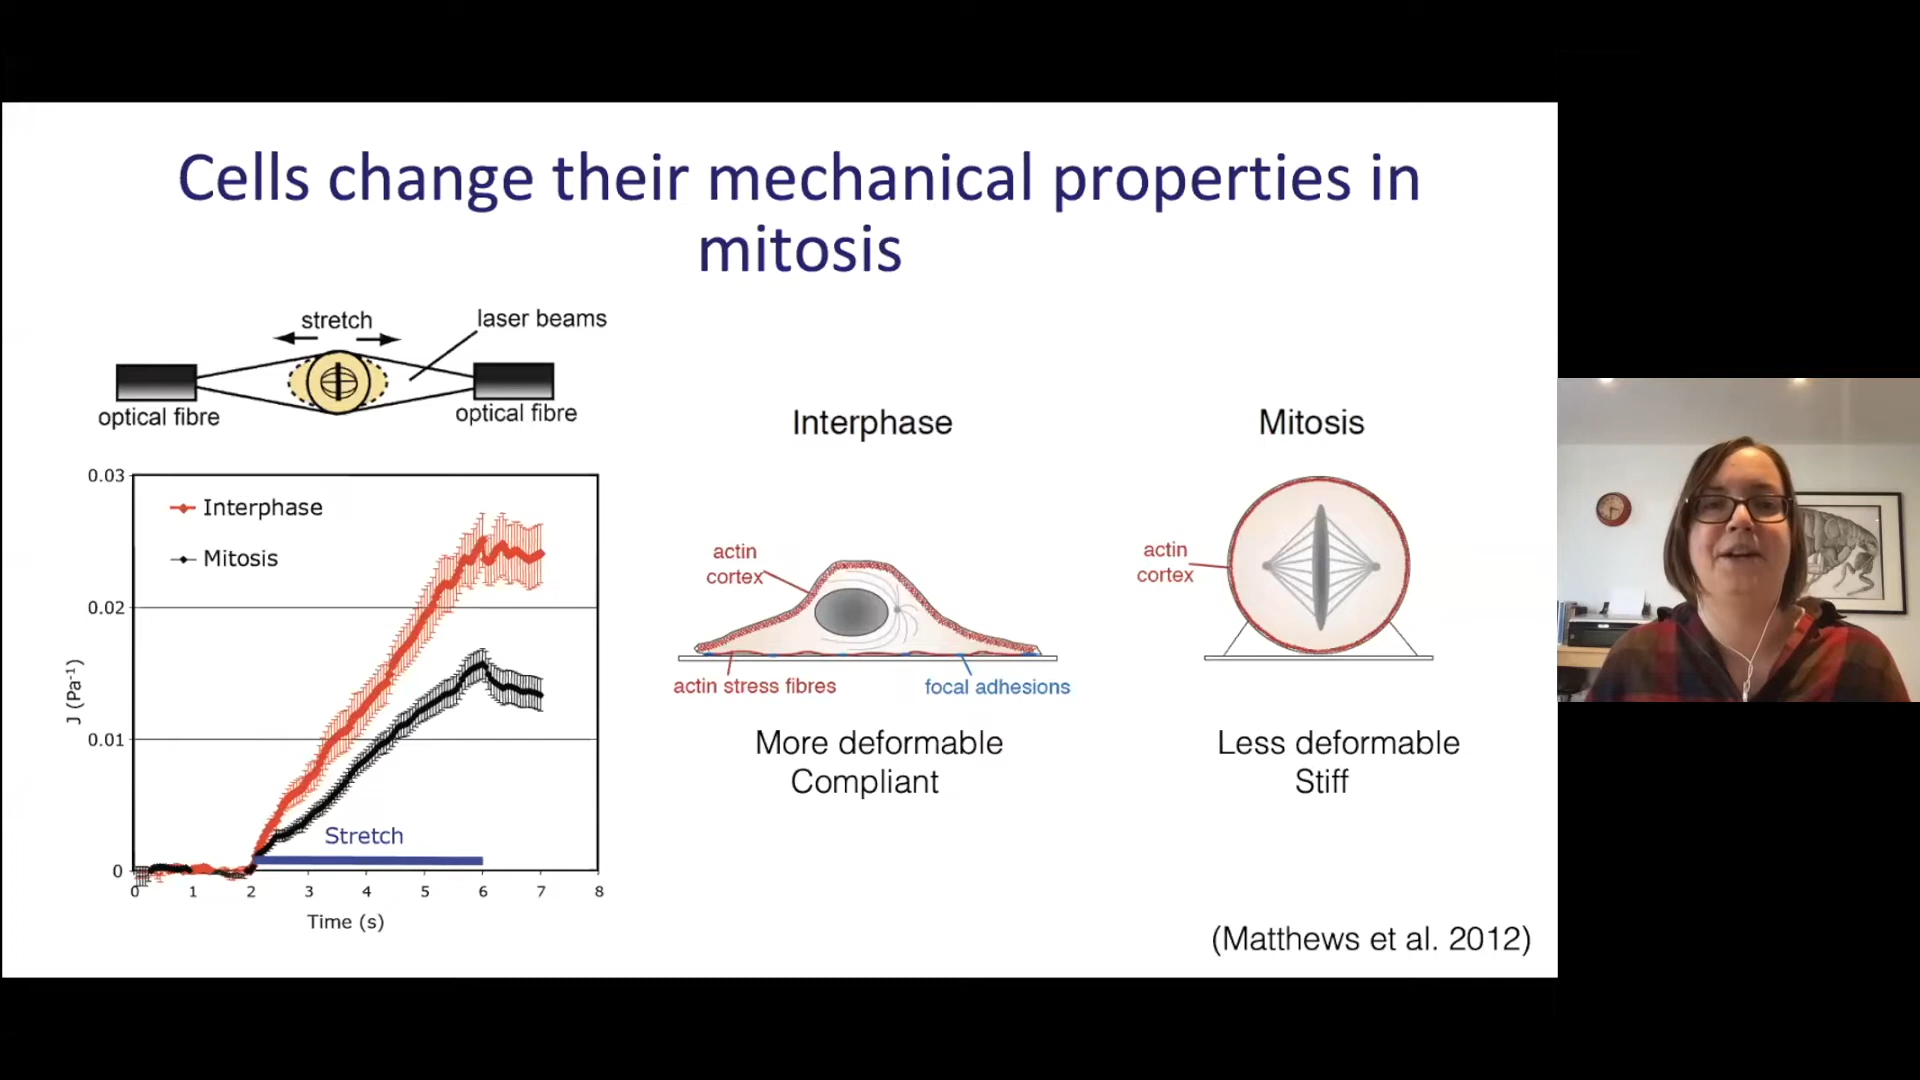 Cells change their mechanical properties in
mitosis
stretch
laser beams
optical fibre
optical fibre
Interphase
Mitosis
0.03
0.02
0.01
0
J (Pa⁻¹)
Interphase
Mitosis
Stretch
0 1 2 3 4 5 6 7 8
Time (s)
actin
cortex
actin stress fibres
focal adhesions
More deformable
Compliant
actin
cortex
Less deformable
Stiff
(Matthews et al. 2012)